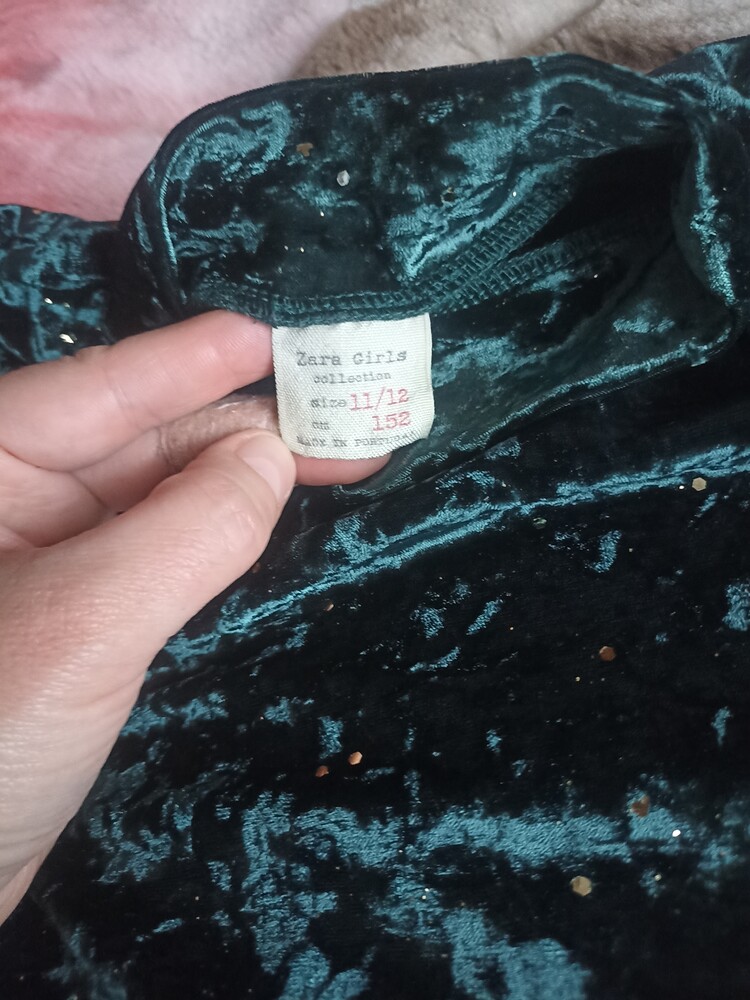 Zara Girls
collection
size 11/12
cm 152
MADE IN PORTUGAL